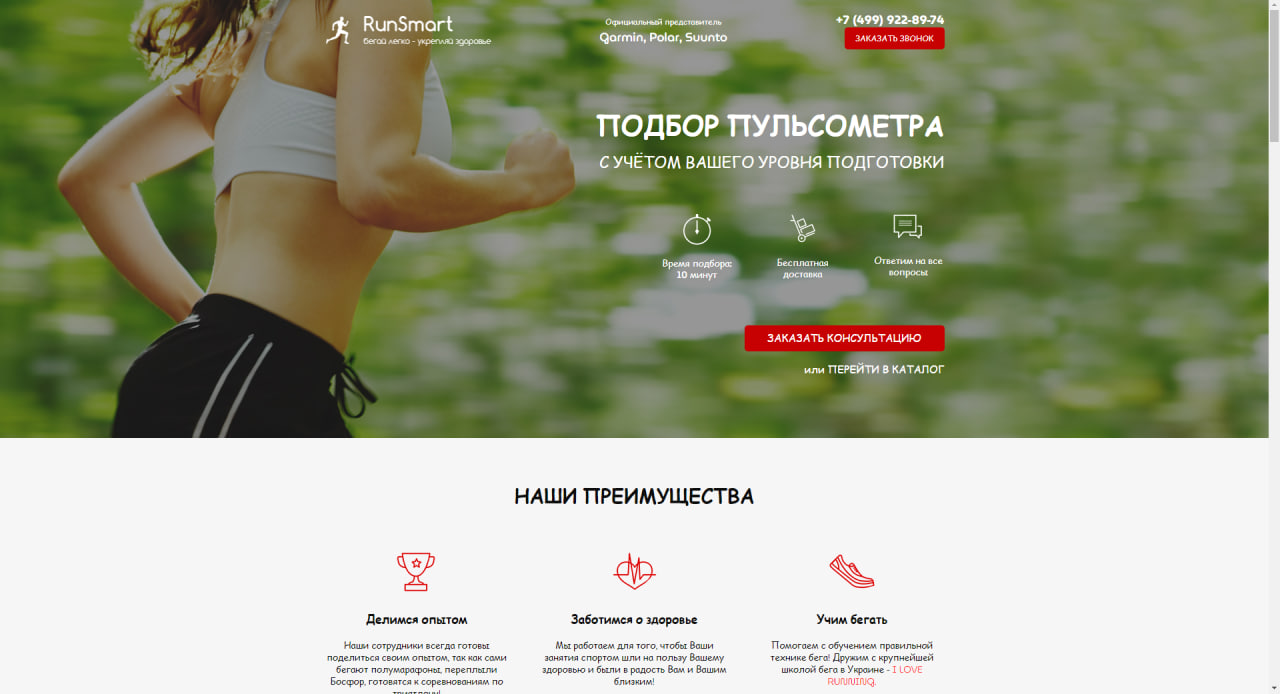 RunSmart
бегай легко - укрепляй здоровье
Официальный представитель
Garmin, Polar, Suunto
+7 (499) 922-89-74
ЗАКАЗАТЬ ЗВОНОК
ПОДБОР ПУЛЬСОМЕТРА
С УЧЁТОМ ВАШЕГО УРОВНЯ ПОДГОТОВКИ
Время подбора:
10 минут
Бесплатная
доставка
Ответим на все
вопросы
ЗАКАЗАТЬ КОНСУЛЬТАЦИЮ
или ПЕРЕЙТИ В КАТАЛОГ
НАШИ ПРЕИМУЩЕСТВА
Делимся опытом
Наши сотрудники всегда готовы
поделиться своим опытом, так как сами
бегают полумарафоны, переплыли
Босфор, готовятся к соревнованиям по
триатлону!
Заботимся о здоровье
Мы работаем для того, чтобы Ваши
занятия спортом шли на пользу Вашему
здоровью и были в радость Вам и Вашим
близким!
Учим бегать
Помогаем с обучением правильной
технике бега! Дружим с крупнейшей
школой бега в Украине - I LOVE
RUNNING.